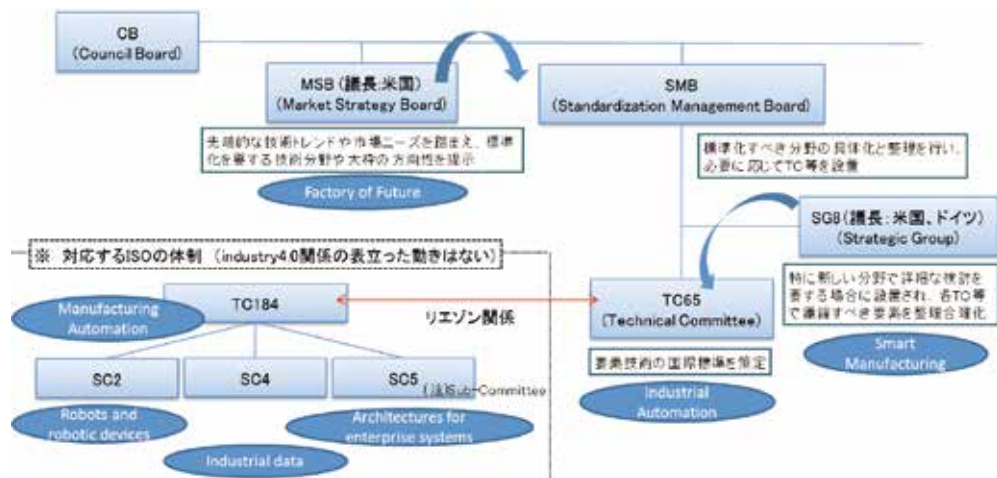 CB
(Council Board)
MSB (議長:米国)
(Market Strategy Board)
SMB
(Standardization Management Board)
先端的な技術トレンドや市場ニーズを踏まえ、標準
化を要する技術分野や大枠の方向性を提示
Factory of Future
標準化すべき分野の具体化と整理を行い、
必要に応じてTC等を設置
SG8(議長:米国、ドイツ)
(Strategic Group)
特に新しい分野で詳細な検討を
要する場合に設置され、各TC等
で議論すべき要素を整理合理化
Smart
Manufacturing
※ 対応するISOの体制 (industry4.0関係の表立った動きはない)
Manufacturing
Automation
TC184
リエゾン関係
TC65
(Technical Committee)
要素技術の国際標準を策定
Industrial
Automation
SC2
SC4
SC5
Sub-Committee
Robots and
robotic devices
Industrial data
Architectures for
enterprise systems